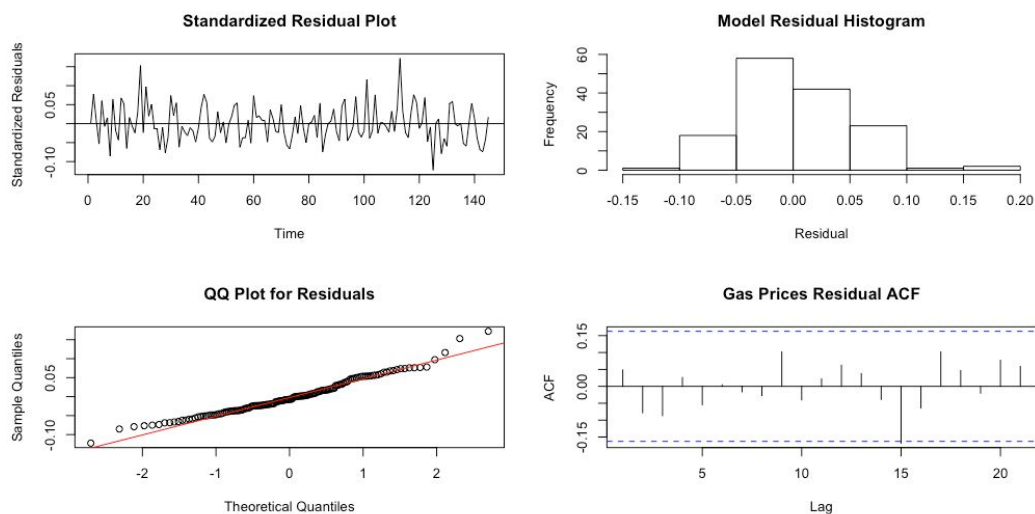 Standardized Residual Plot
Standardized Residuals
0.05
-0.10
0 20 40 60 80 100 120 140
Time
Model Residual Histogram
Frequency
60
40
20
0
-0.15 -0.10 -0.05 0.00 0.05 0.10 0.15 0.20
Residual
QQ Plot for Residuals
Sample Quantiles
0.05
-0.10
-2 -1 0 1 2
Theoretical Quantiles
Gas Prices Residual ACF
ACF
0.15
0.00
-0.15
5 10 15 20
Lag